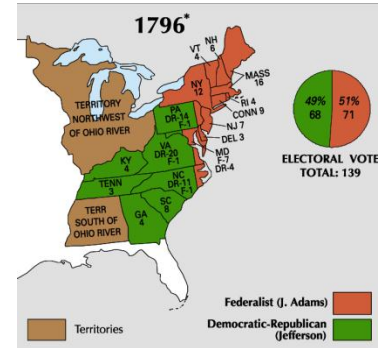 1796*
NH
6
VT
4
MASS
16
NY
12
RI 4
CONN 9
NJ 7
DEL 3
MD
F-7
DR-4
PA
DR-14
F-1
TERRITORY
NORTHWEST
OF OHIO RIVER
VA
DR-20
F-1
KY
4
NC
DR-11
F-1
TENN
3
SC
8
GA
4
TERR
SOUTH OF
OHIO RIVER
49%
68
51%
71
ELECTORAL VOTE
TOTAL: 139
Territories
Federalist (J. Adams)
Democratic-Republican
(Jefferson)